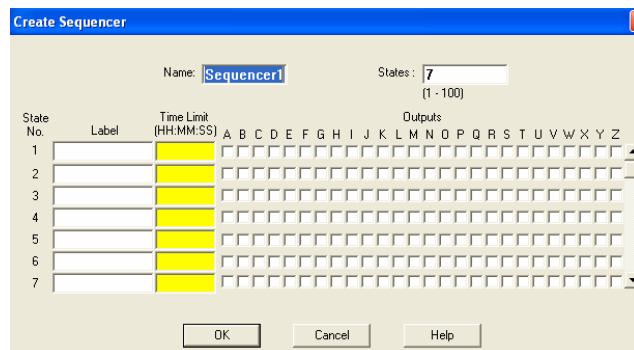 Create Sequencer
Name: Sequencer1 States: 7
(1 - 100)
State No. Label Time Limit (HH:MM:SS) Outputs
A B C D E F G H I J K L M N O P Q R S T U V W X Y Z
1
2
3
4
5
6
7
OK Cancel Help